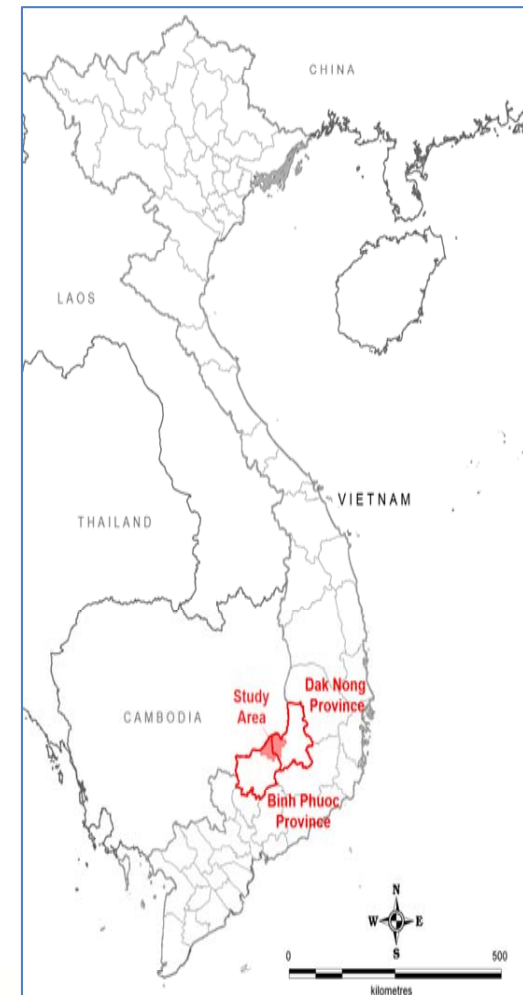 CHINA
LAOS
VIETNAM
THAILAND
Dak Nong
Province
Study
Area
CAMBODIA
Binh Phuoc
Province
N
W E
S
0 500
kilometres